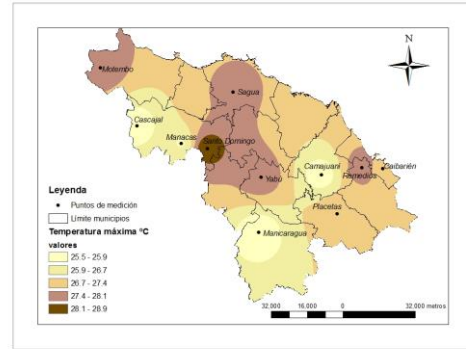 N
Motembo
Sagua
Cascajal
Manacas
Santo Domingo
Camajuaní
Yabú
Remedios
Caibarién
Placetas
Manicaragua
Leyenda
Puntos de medición
Límite municipios
Temperatura máxima ºC
valores
25.5 - 25.9
25.9 - 26.7
26.7 - 27.4
27.4 - 28.1
28.1 - 28.9
32.000 16.000 0 32.000 metros